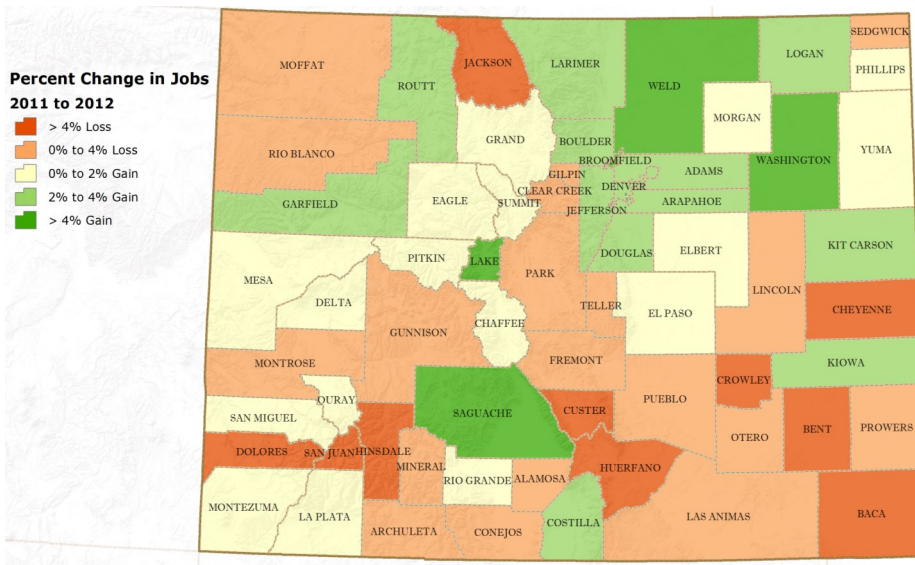 Percent Change in Jobs
2011 to 2012
> 4% Loss
0% to 4% Loss
0% to 2% Gain
2% to 4% Gain
> 4% Gain
MOFFAT
ROUTT
JACKSON
LARIMER
WELD
LOGAN
SEDGWICK
PHILLIPS
RIO BLANCO
GRAND
BOULDER
MORGAN
BROOMFIELD
WASHINGTON
YUMA
GARFIELD
EAGLE
SUMMIT
GILPIN
CLEAR CREEK
JEFFERSON
DENVER
ADAMS
ARAPAHOE
MESA
PITKIN
LAKE
PARK
DOUGLAS
ELBERT
KIT CARSON
DELTA
GUNNISON
CHAFFEE
TELLER
EL PASO
LINCOLN
CHEYENNE
MONTROSE
FREMONT
KIOWA
OURAY
SAN MIGUEL
SAGUACHE
CUSTER
PUEBLO
CROWLEY
OTERO
BENT
PROWERS
DOLORES
SAN JUAN
HINSDALE
MINERAL
RIO GRANDE
ALAMOSA
HUERFANO
MONTEZUMA
LA PLATA
ARCHULETA
CONEJOS
COSTILLA
LAS ANIMAS
BACA